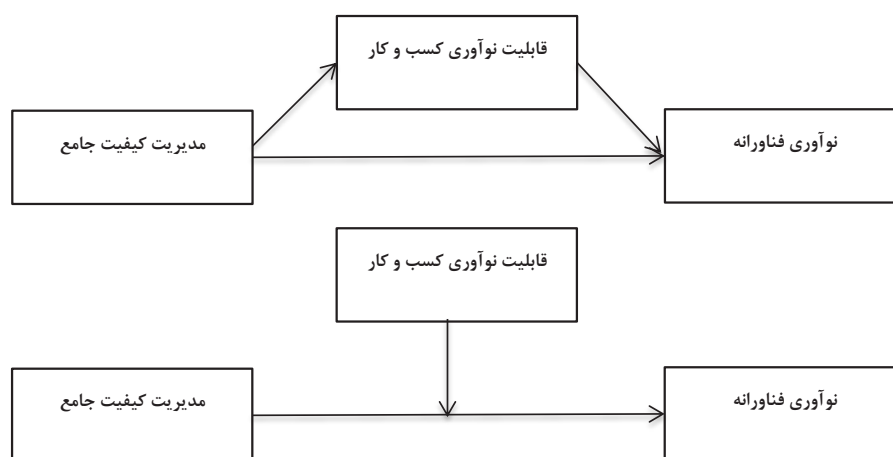 قابلیت نوآوری کسب و کار
مدیریت کیفیت جامع
نوآوری فناورانه
قابلیت نوآوری کسب و کار
مدیریت کیفیت جامع
نوآوری فناورانه